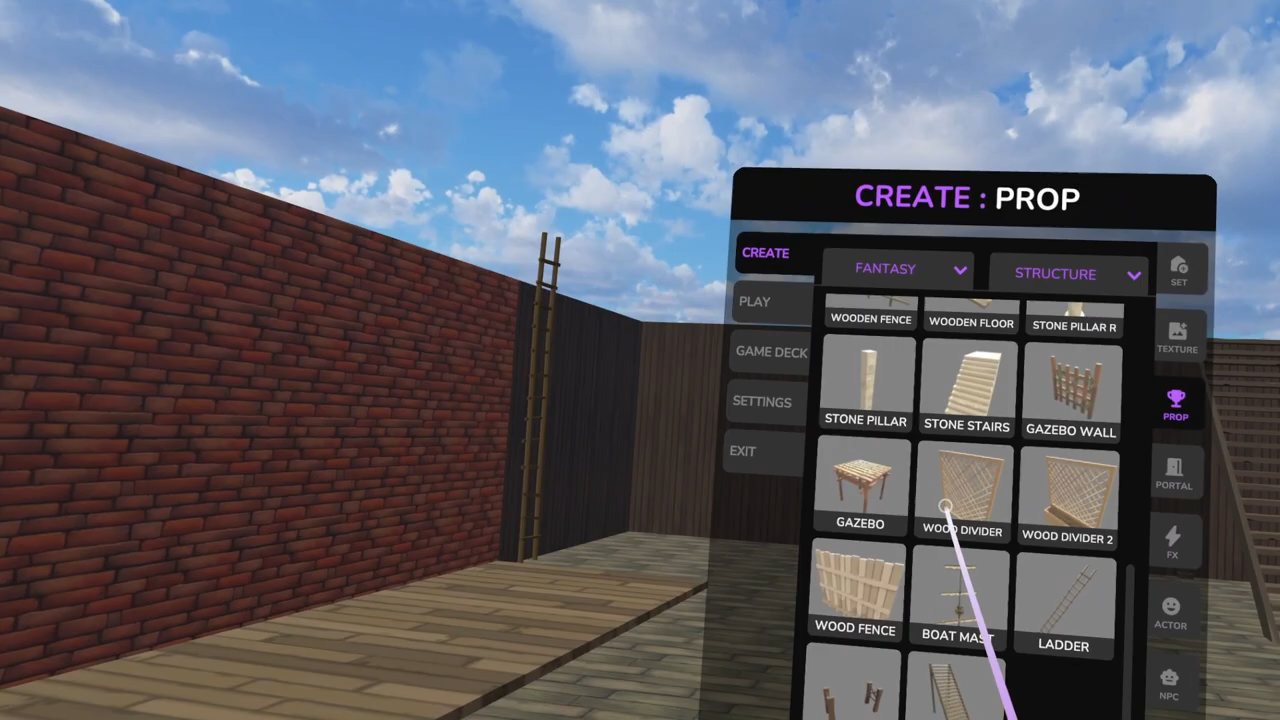 CREATE : PROP
CREATE
PLAY
GAME DECK
SETTINGS
EXIT
FANTASY
STRUCTURE
WOODEN FENCE
WOODEN FLOOR
STONE PILLAR R
STONE PILLAR
STONE STAIRS
GAZEBO WALL
GAZEBO
WOOD DIVIDER
WOOD DIVIDER 2
WOOD FENCE
BOAT MAST
LADDER
SET
TEXTURE
PROP
PORTAL
FX
ACTOR
NPC